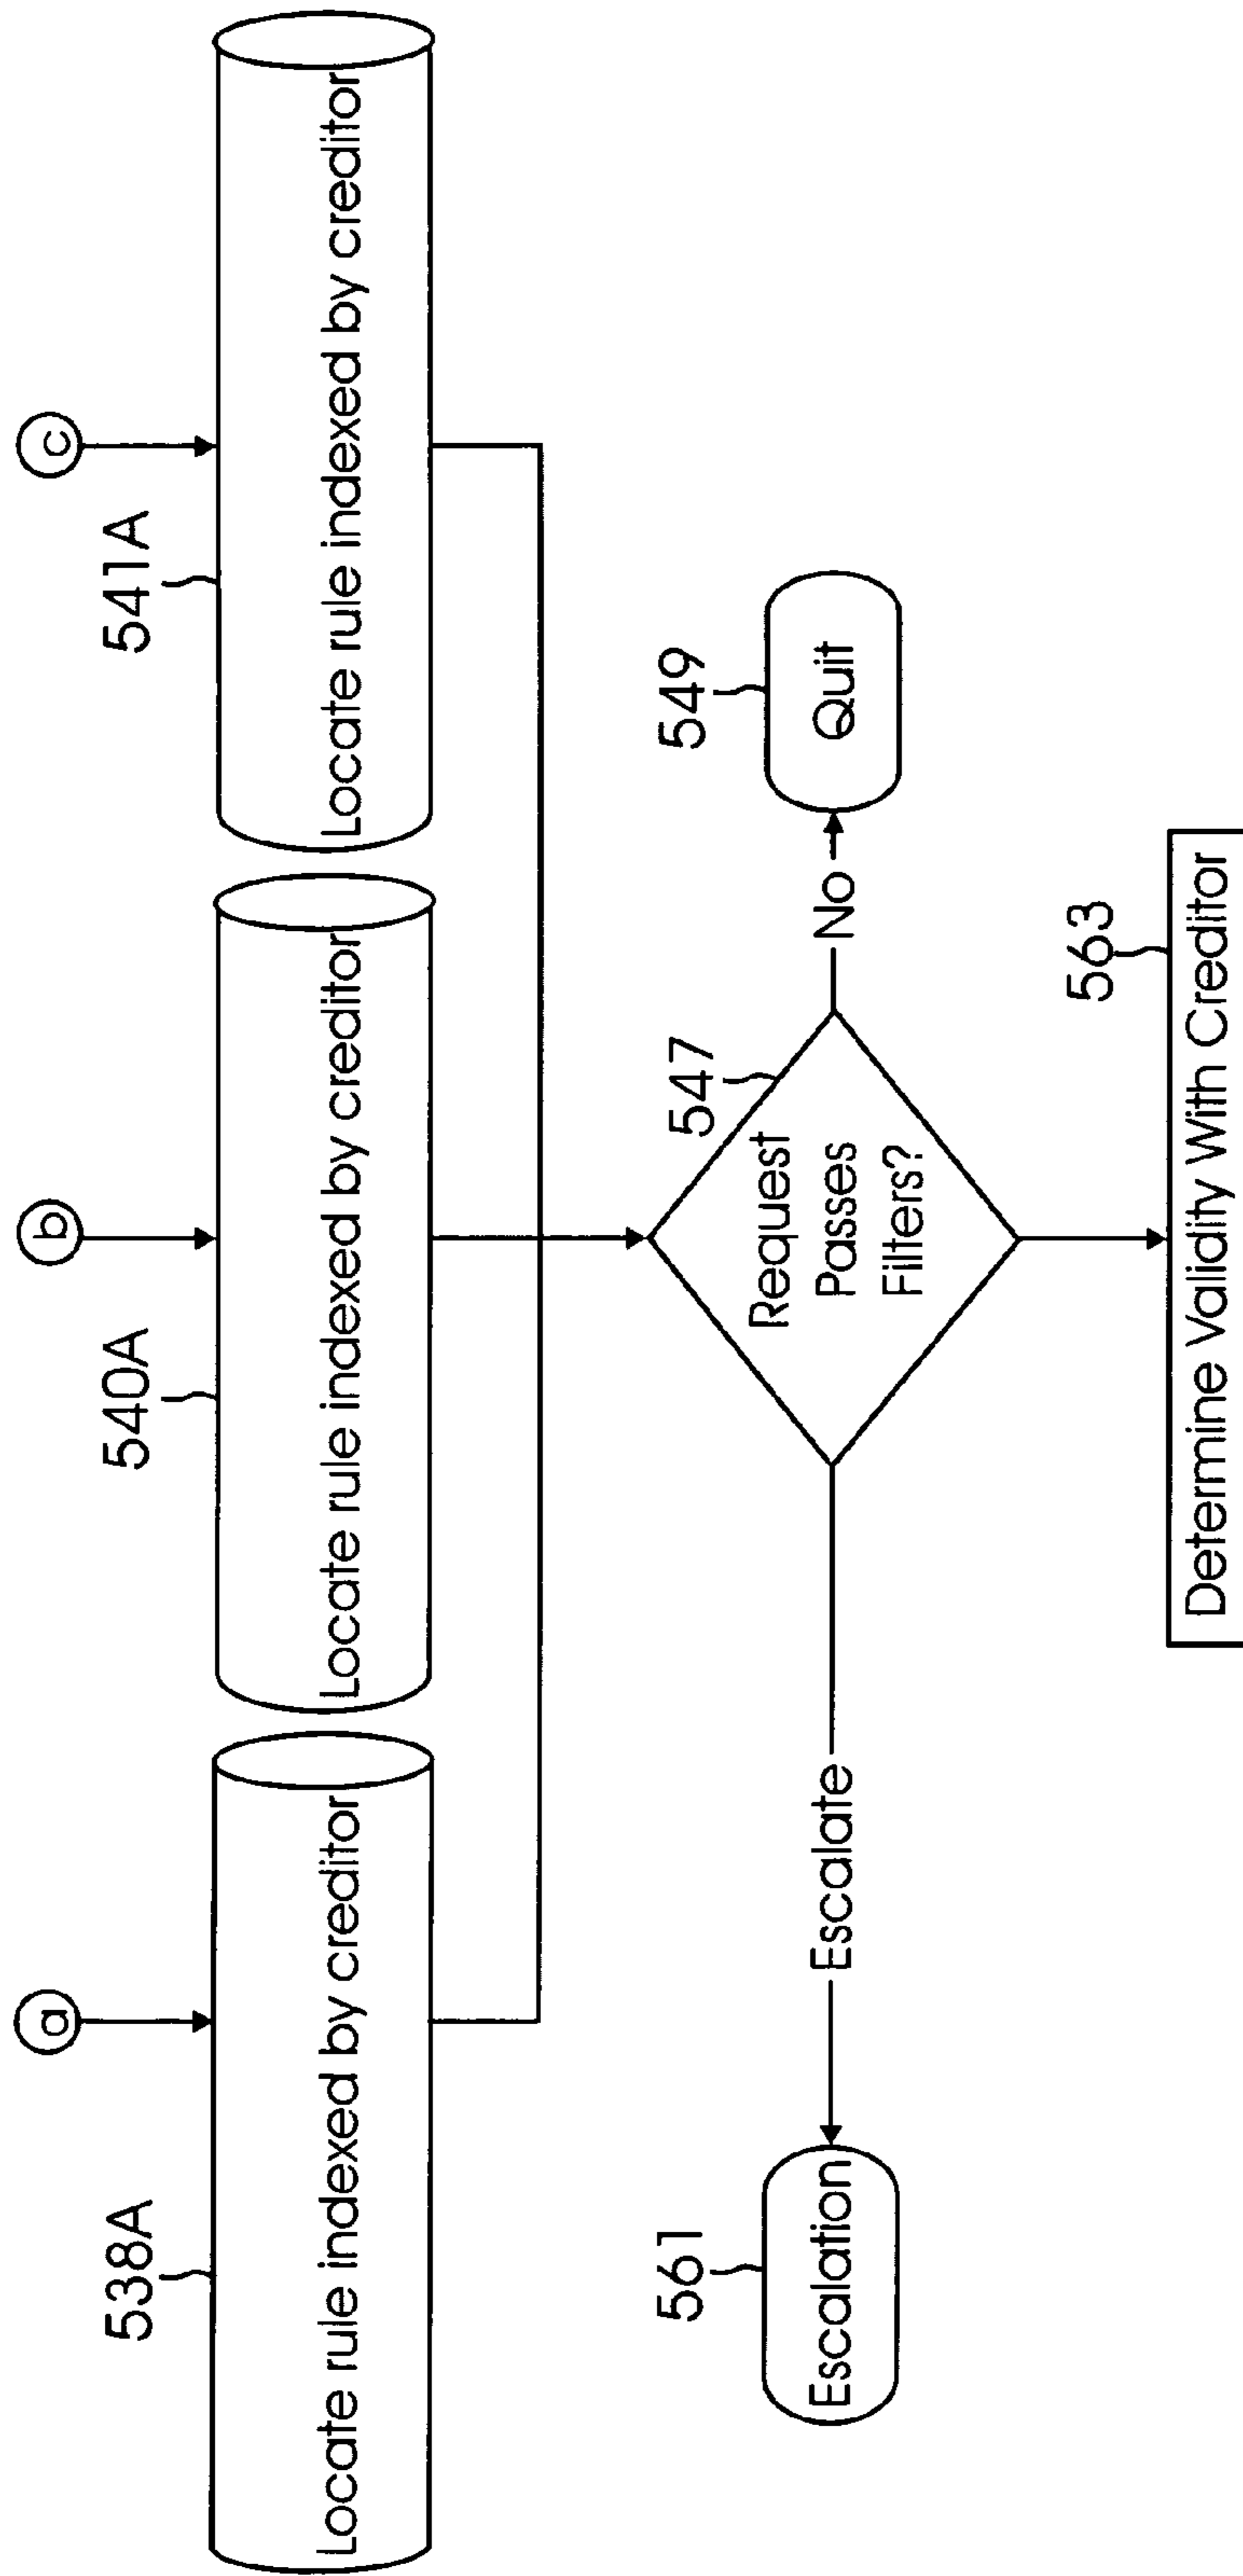 a
b
c
538A
540A
541A
Locate rule indexed by creditor
Locate rule indexed by creditor
Locate rule indexed by creditor
561
547
549
Escalation
Escalate
Request
Passes
Filters?
No
Quit
563
Determine Validity With Creditor